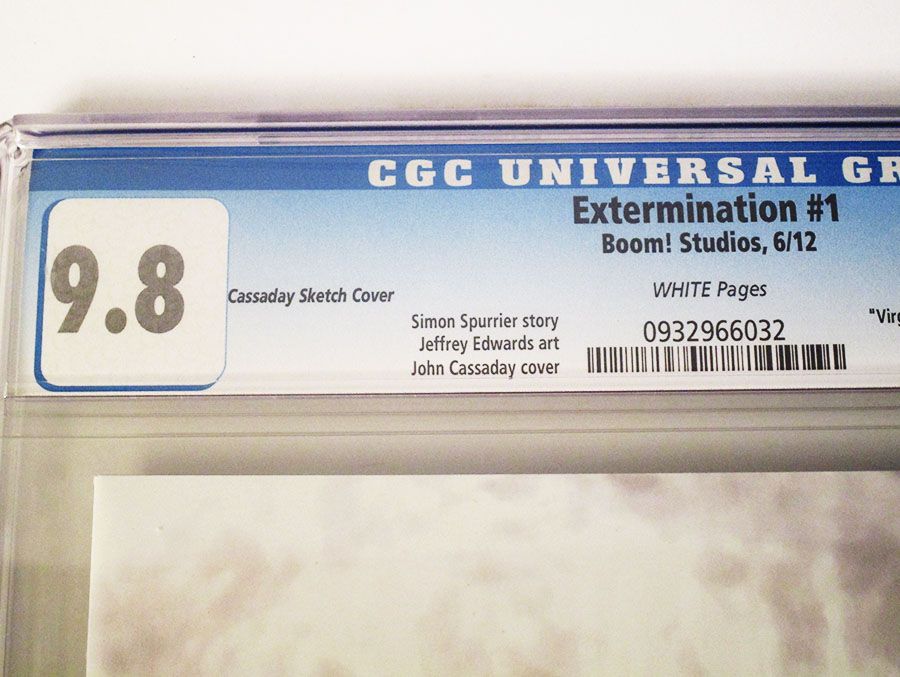 CGC UNIVERSAL GR
Extermination #1
Boom! Studios, 6/12
9.8
Cassaday Sketch Cover
WHITE Pages
Simon Spurrier story
Jeffrey Edwards art
John Cassaday cover
0932966032
"Virg